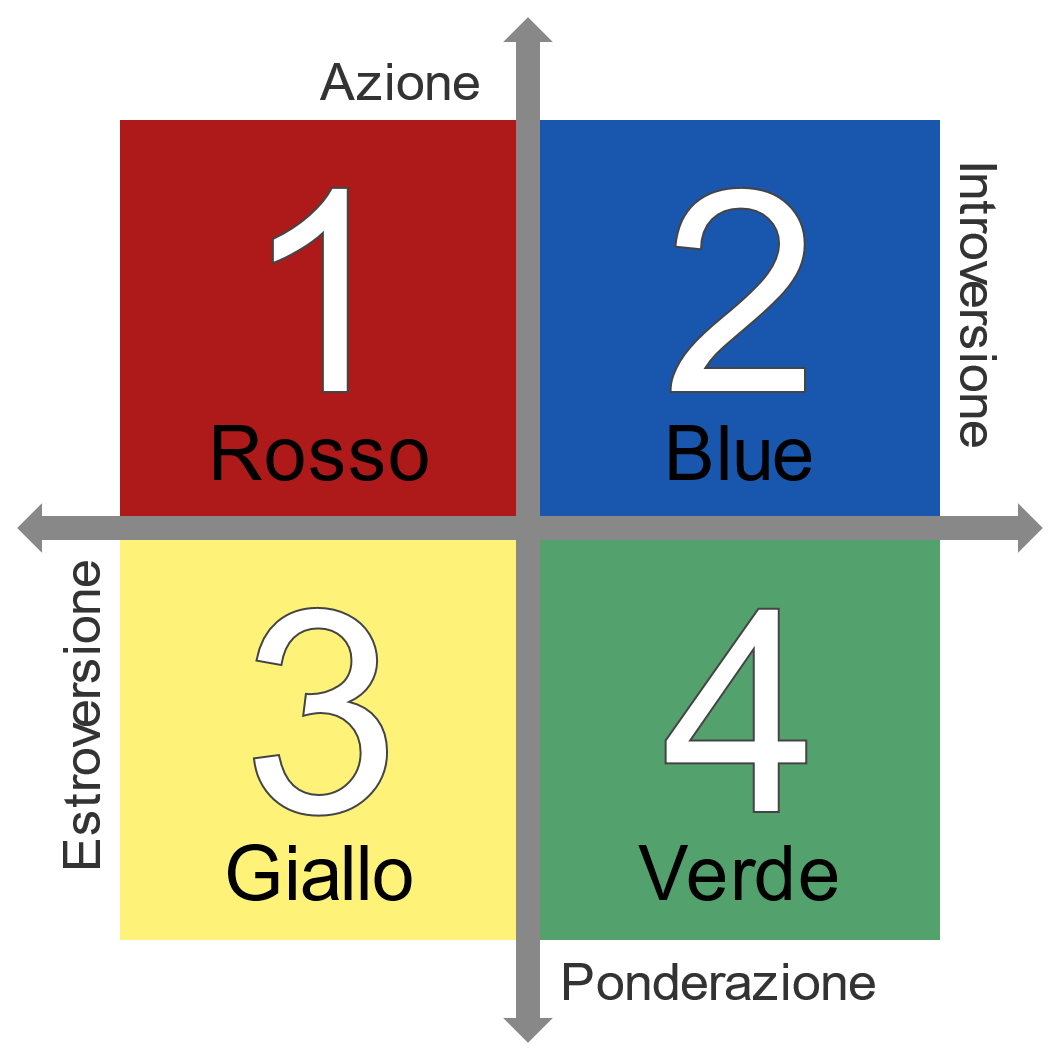 Azione
1
Rosso
2
Blue
Introversione
Estroversione
3
Giallo
4
Verde
Ponderazione